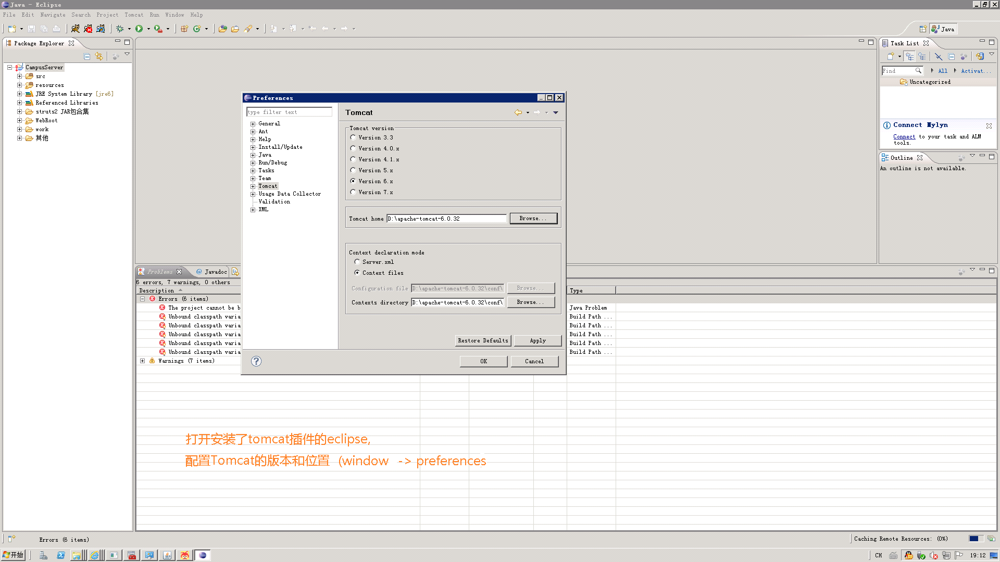 Java - Eclipse
File Edit Navigate Search Project Tomcat Run Window Help
Java
Package Explorer
CampusServer
src
resources
JRE System Library [jre6]
Referenced Libraries
struts2 JAR包合集
WebRoot
work
其他
Preferences
type filter text
General
Ant
Help
Install/Update
Java
Run/Debug
Tasks
Team
Tomcat
Usage Data Collector
Validation
XML
Tomcat
Tomcat version
Version 3.3
Version 4.0.x
Version 4.1.x
Version 5.x
Version 6.x
Version 7.x
Tomcat home D:\apache-tomcat-6.0.32 Browse...
Context declaration mode
Server.xml
Context files
Configuration file D:\apache-tomcat-6.0.32\conf\ Browse...
Contexts directory D:\apache-tomcat-6.0.32\conf\ Browse...
Restore Defaults Apply
OK Cancel
Task List
Find All Activat...
Uncategorized
Connect Mylyn
Connect to your task and ALM
tools.
Outline
An outline is not available.
Problems @ Javadoc
6 errors, 7 warnings, 0 others
Description Type
Errors (6 items)
The project cannot be b Java Problem
Unbound classpath varia Build Path ...
Unbound classpath varia Build Path ...
Unbound classpath varia Build Path ...
Unbound classpath varia Build Path ...
Unbound classpath varia Build Path ...
Warnings (7 items)
打开安装了tomcat插件的eclipse,
配置Tomcat的版本和位置 (window -> preferences
Errors (6 items) Caching Remote Resources: (0%)
开始 CH 19:12